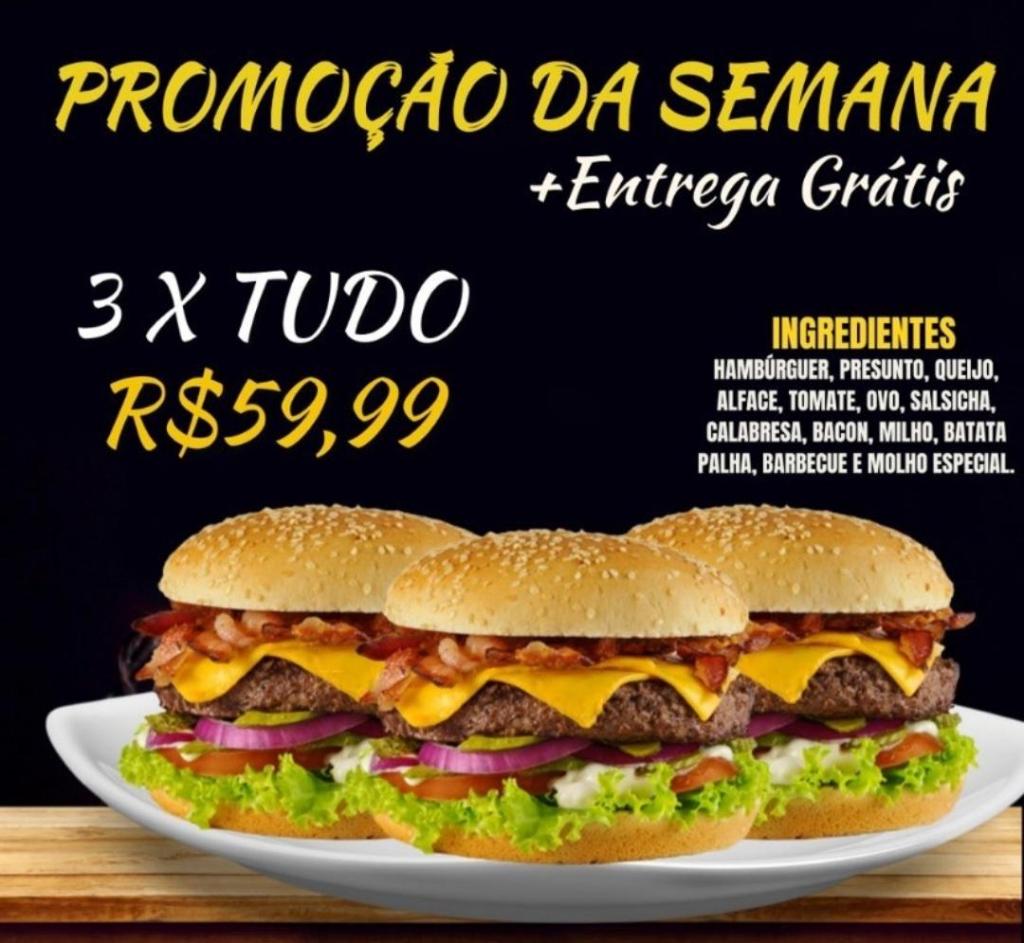 PROMOÇÃO DA SEMANA
+Entrega Grátis
3 X TUDO
R$59,99
INGREDIENTES
HAMBÚRGUER, PRESUNTO, QUEIJO,
ALFACE, TOMATE, OVO, SALSICHA,
CALABRESA, BACON, MILHO, BATATA
PALHA, BARBECUE E MOLHO ESPECIAL.